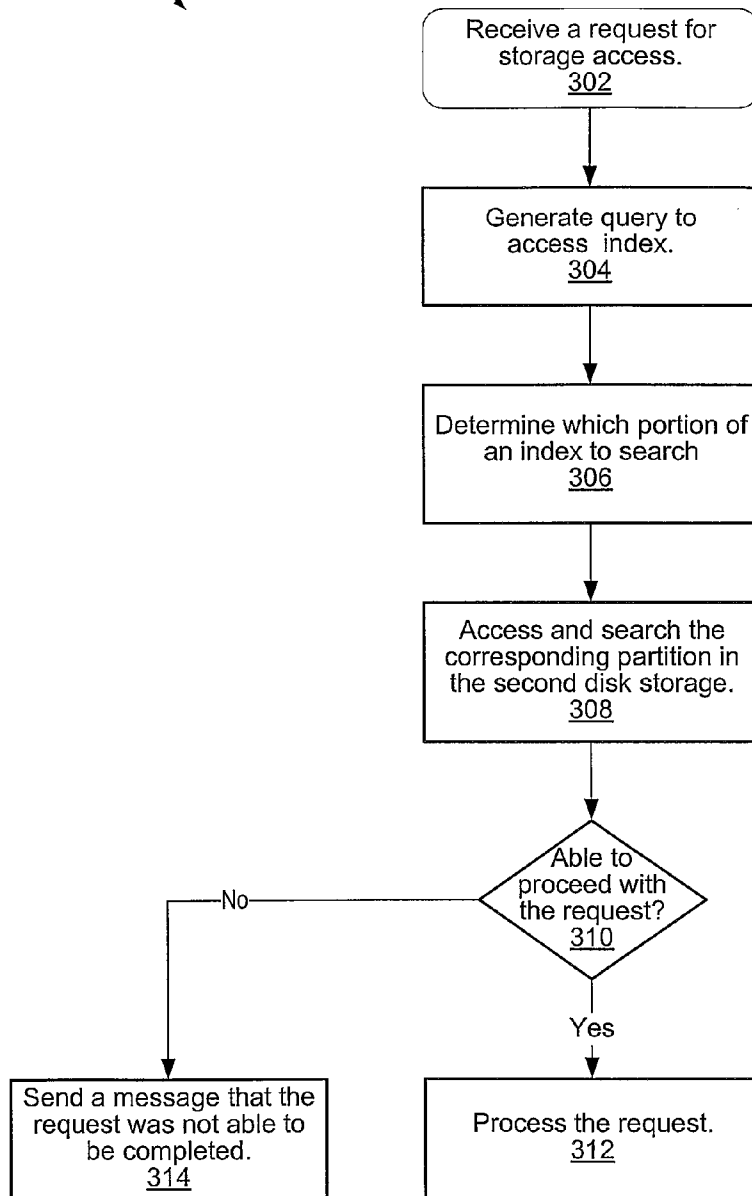 Receive a request for
storage access.
302
Generate query to
access index.
304
Determine which portion of
an index to search
306
Access and search the
corresponding partition in
the second disk storage.
308
Able to
proceed with
the request?
310
No
Yes
Send a message that the
request was not able to
be completed.
314
Process the request.
312